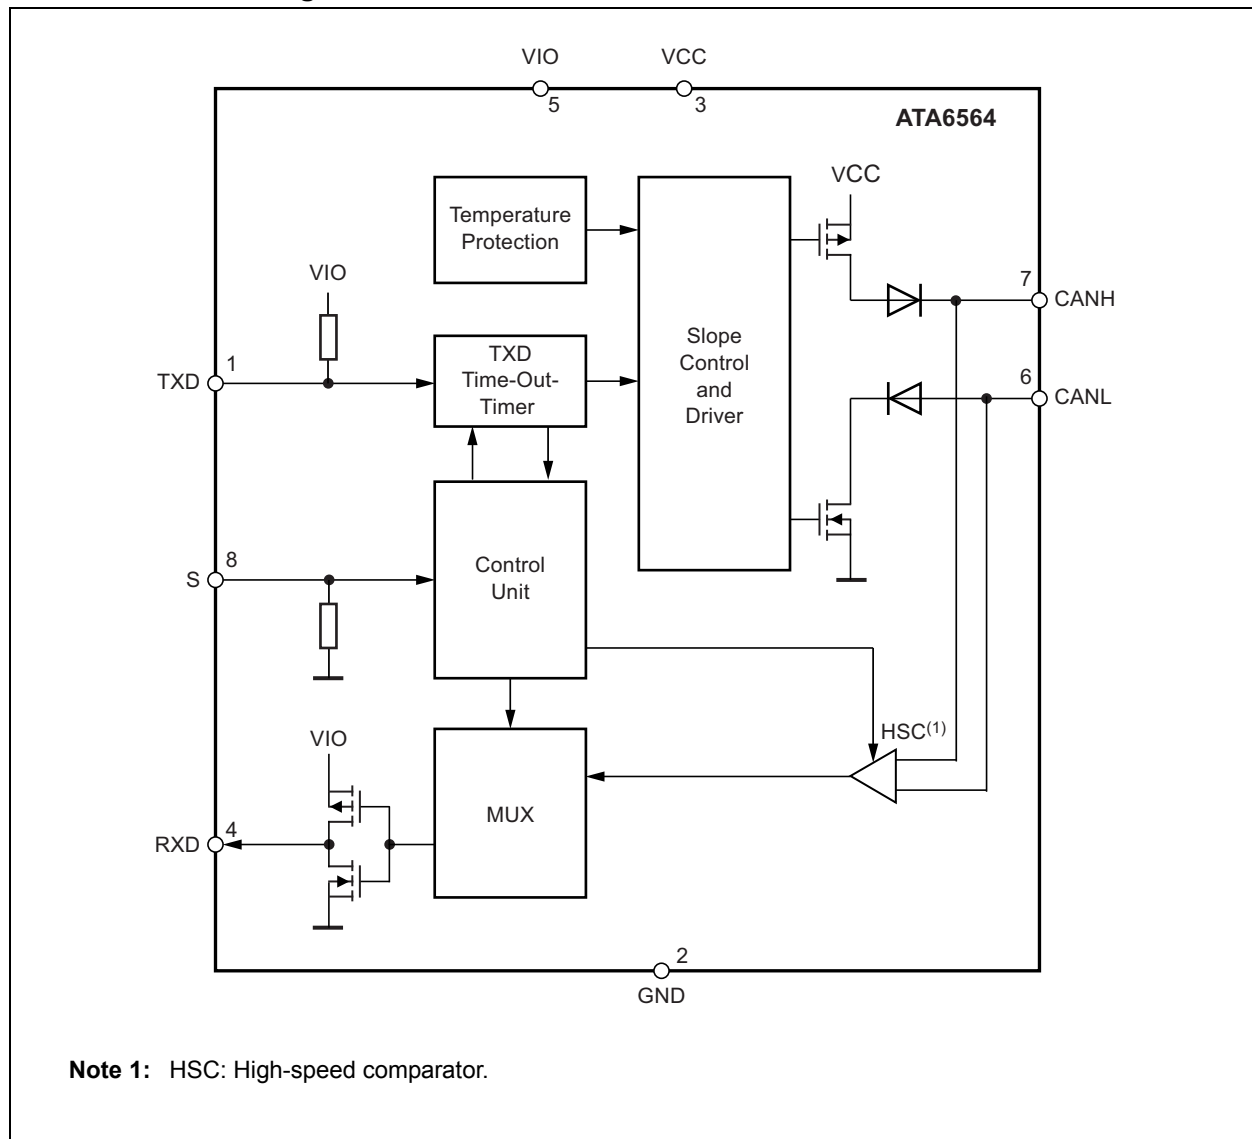 VIO
VCC
5
3
ATA6564
VCC
Temperature
Protection
VIO
7
CANH
Slope
Control
and
Driver
1
TXD
TXD
Time-Out-
Timer
6
CANL
8
S
Control
Unit
HSC(1)
VIO
MUX
4
RXD
2
GND
Note 1: HSC: High-speed comparator.